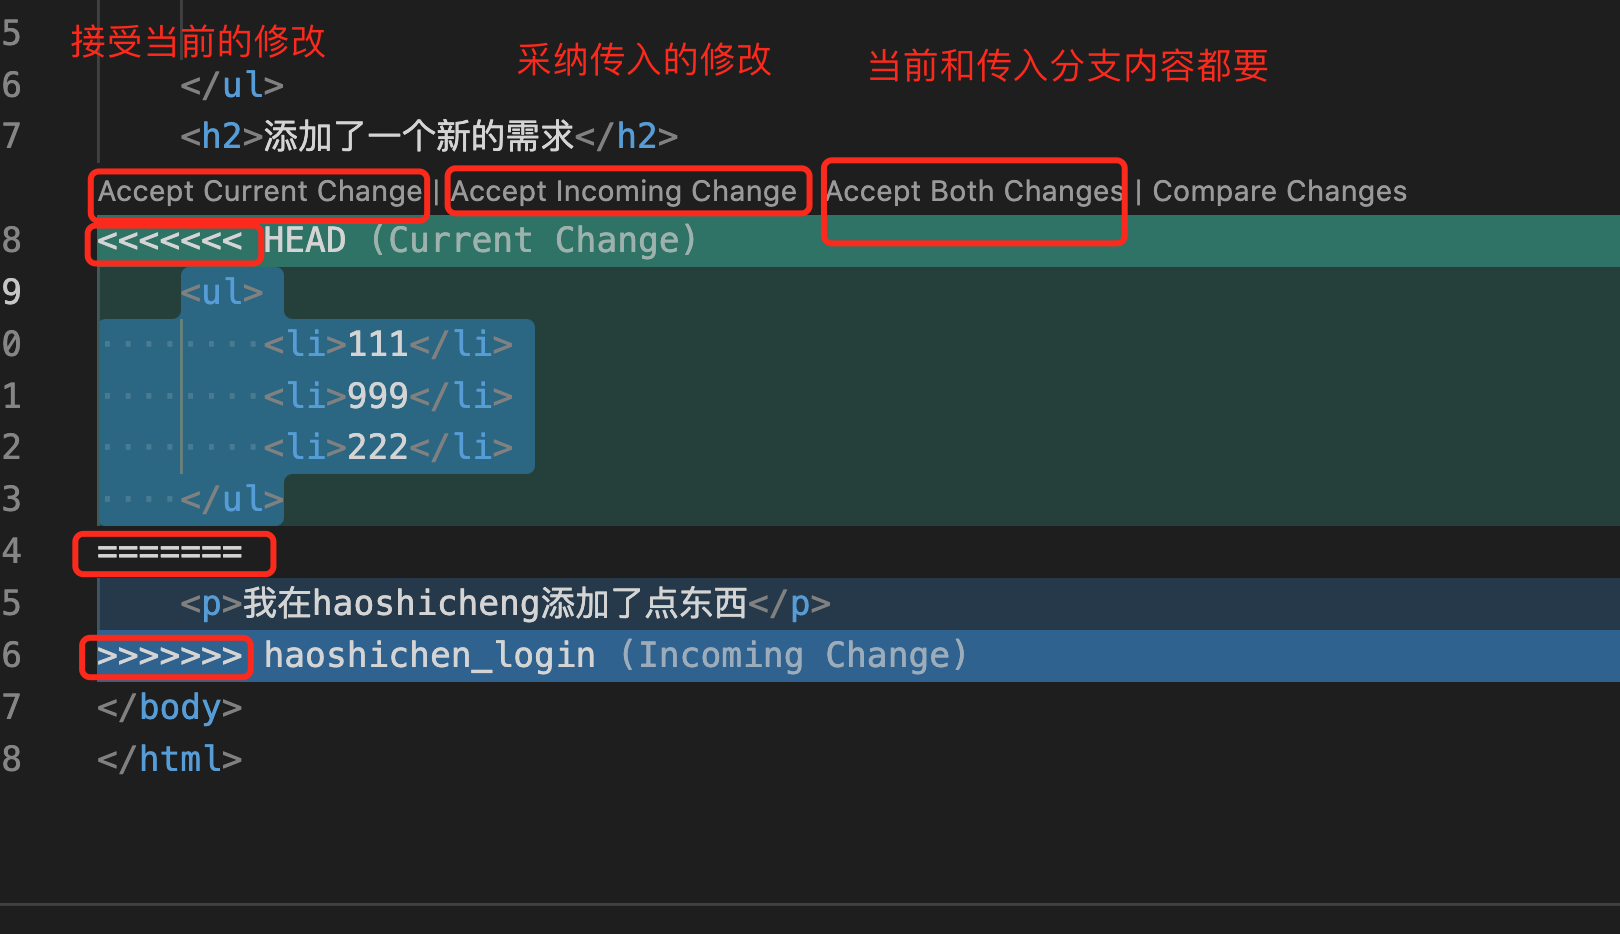 5
接受当前的修改 采纳传入的修改 当前和传入分支内容都要
6 </ul>
7 <h2>添加了一个新的需求</h2>
Accept Current Change | Accept Incoming Change Accept Both Changes | Compare Changes
8 <<<<<<< HEAD (Current Change)
9 <ul>
0 ········<li>111</li>
1 ········<li>999</li>
2 ········<li>222</li>
3 ····</ul>
4 =======
5 <p>我在haoshicheng添加了点东西</p>
6 >>>>>>> haoshichen_login (Incoming Change)
7 </body>
8 </html>